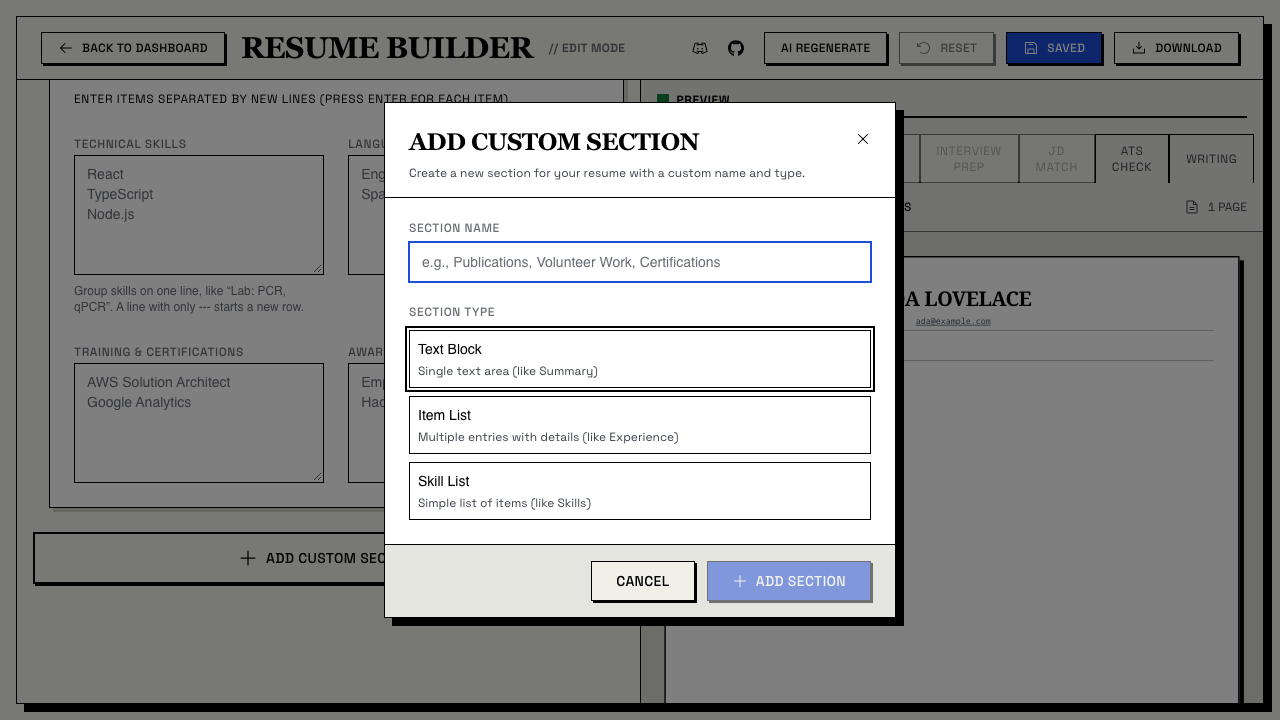 BACK TO DASHBOARD
RESUME BUILDER
// EDIT MODE
AI REGENERATE
RESET
SAVED
DOWNLOAD
ENTER ITEMS SEPARATED BY NEW LINES (PRESS ENTER FOR EACH ITEM).
TECHNICAL SKILLS
React
TypeScript
Node.js
Group skills on one line, like “Lab: PCR,
qPCR”. A line with only --- starts a new row.
TRAINING & CERTIFICATIONS
AWS Solution Architect
Google Analytics
ADD CUSTOM
PREVIEW
INTERVIEW
PREP
JD
MATCH
ATS
CHECK
WRITING
1 PAGE
LOVELACE
ada@example.com
ADD CUSTOM SECTION
Create a new section for your resume with a custom name and type.
SECTION NAME
e.g., Publications, Volunteer Work, Certifications
SECTION TYPE
Text Block
Single text area (like Summary)
Item List
Multiple entries with details (like Experience)
Skill List
Simple list of items (like Skills)
CANCEL
ADD SECTION